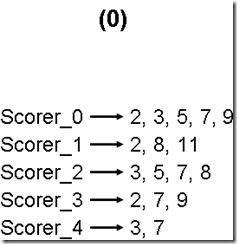 (0)
Scorer_0 → 2, 3, 5, 7, 9
Scorer_1 → 2, 8, 11
Scorer_2 → 3, 5, 7, 8
Scorer_3 → 2, 7, 9
Scorer_4 → 3, 7